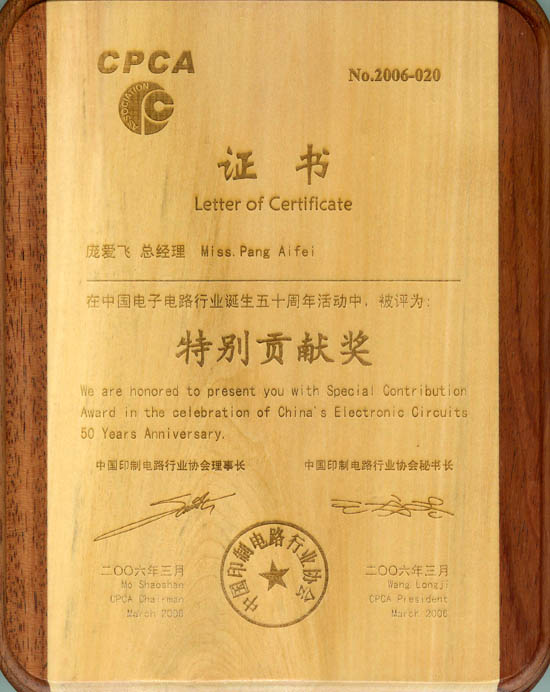 CPCA
No.2006-020
ASSOCIATION
PC
证 书
Letter of Certificate
庞爱飞 总经理 Miss.Pang Aifei
在中国电子电路行业诞生五十周年活动中，被评为：
特别贡献奖
We are honored to present you with Special Contribution
Award in the celebration of China's Electronic Circuits
50 Years Anniversary.
中国印制电路行业协会理事长
中国印制电路行业协会秘书长
中国印制电路行业协会
二〇〇六年三月
Mo Shaoshan
CPCA Chairman
March 2006
二〇〇六年三月
Wang Longji
CPCA President
March 2006